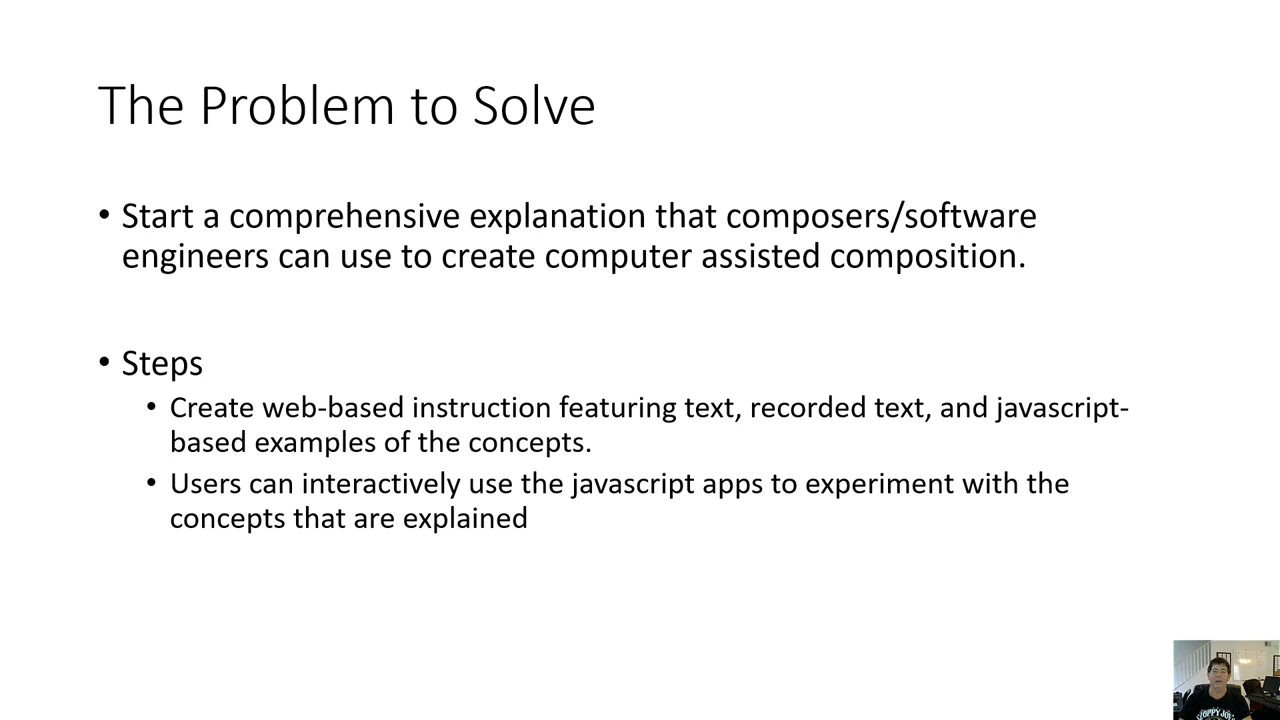 The Problem to Solve
• Start a comprehensive explanation that composers/software
engineers can use to create computer assisted composition.
• Steps
• Create web-based instruction featuring text, recorded text, and javascript-
based examples of the concepts.
• Users can interactively use the javascript apps to experiment with the
concepts that are explained